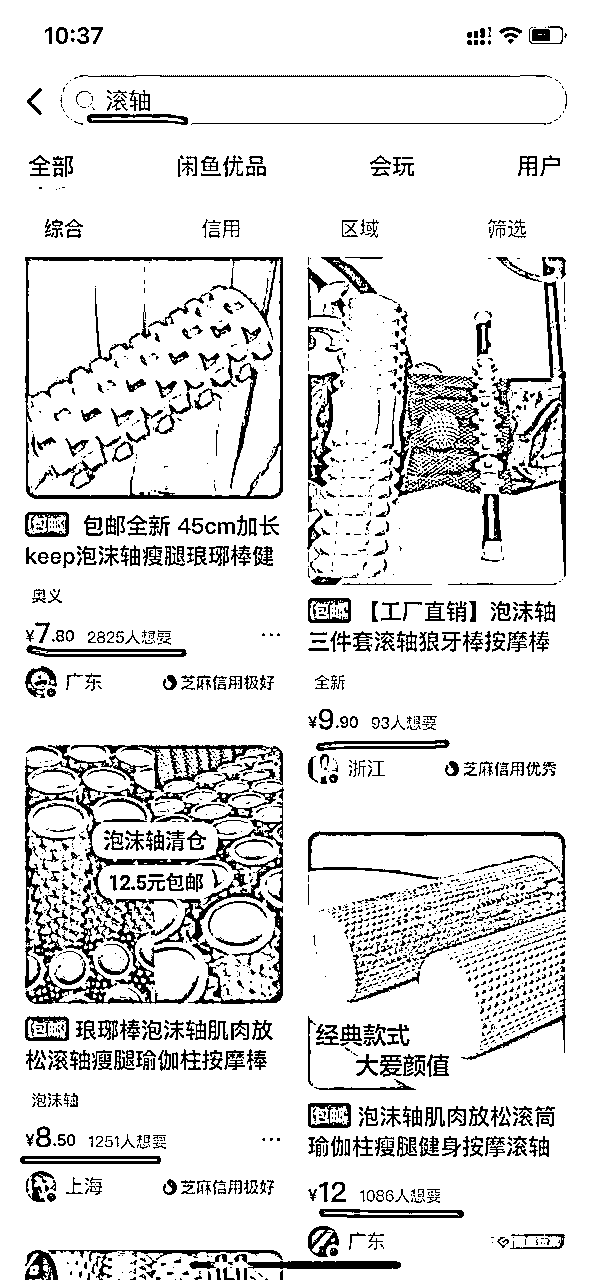 10:37
滚轴
全部 闲鱼优品 会玩 用户
综合 信用 区域 筛选
包邮 包邮全新 45cm加长
keep泡沫轴瘦腿琅琊棒健
奥义
¥7.80 2825人想要
广东 芝麻信用极好
包邮 【工厂直销】泡沫轴
三件套滚轴狼牙棒按摩棒
全新
¥9.90 93人想要
浙江 芝麻信用优秀
泡沫轴清仓
12.5元包邮
包邮 琅琊棒泡沫轴肌肉放
松滚轴瘦腿瑜伽柱按摩棒
泡沫轴
¥8.50 1251人想要
上海 芝麻信用极好
经典款式
大爱颜值
包邮 泡沫轴肌肉放松滚筒
瑜伽柱瘦腿健身按摩滚轴
¥12 1086人想要
广东